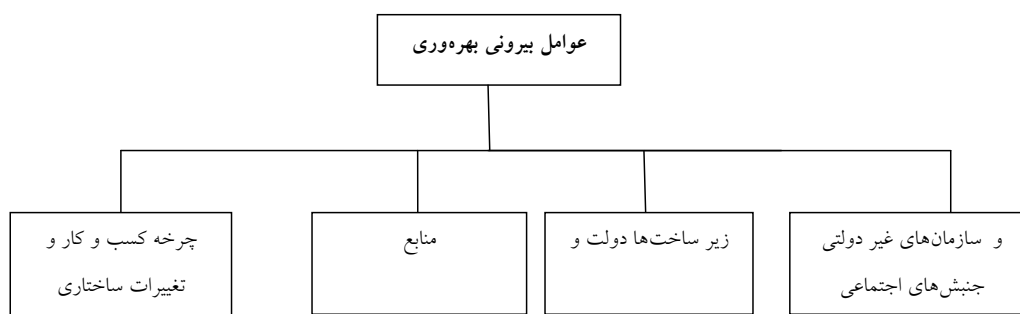 عوامل بیرونی بهره‌وری
و سازمان‌های غیر دولتی
جنبش‌های اجتماعی
زیر ساخت‌ها دولت و
منابع
چرخه کسب و کار و
تغییرات ساختاری